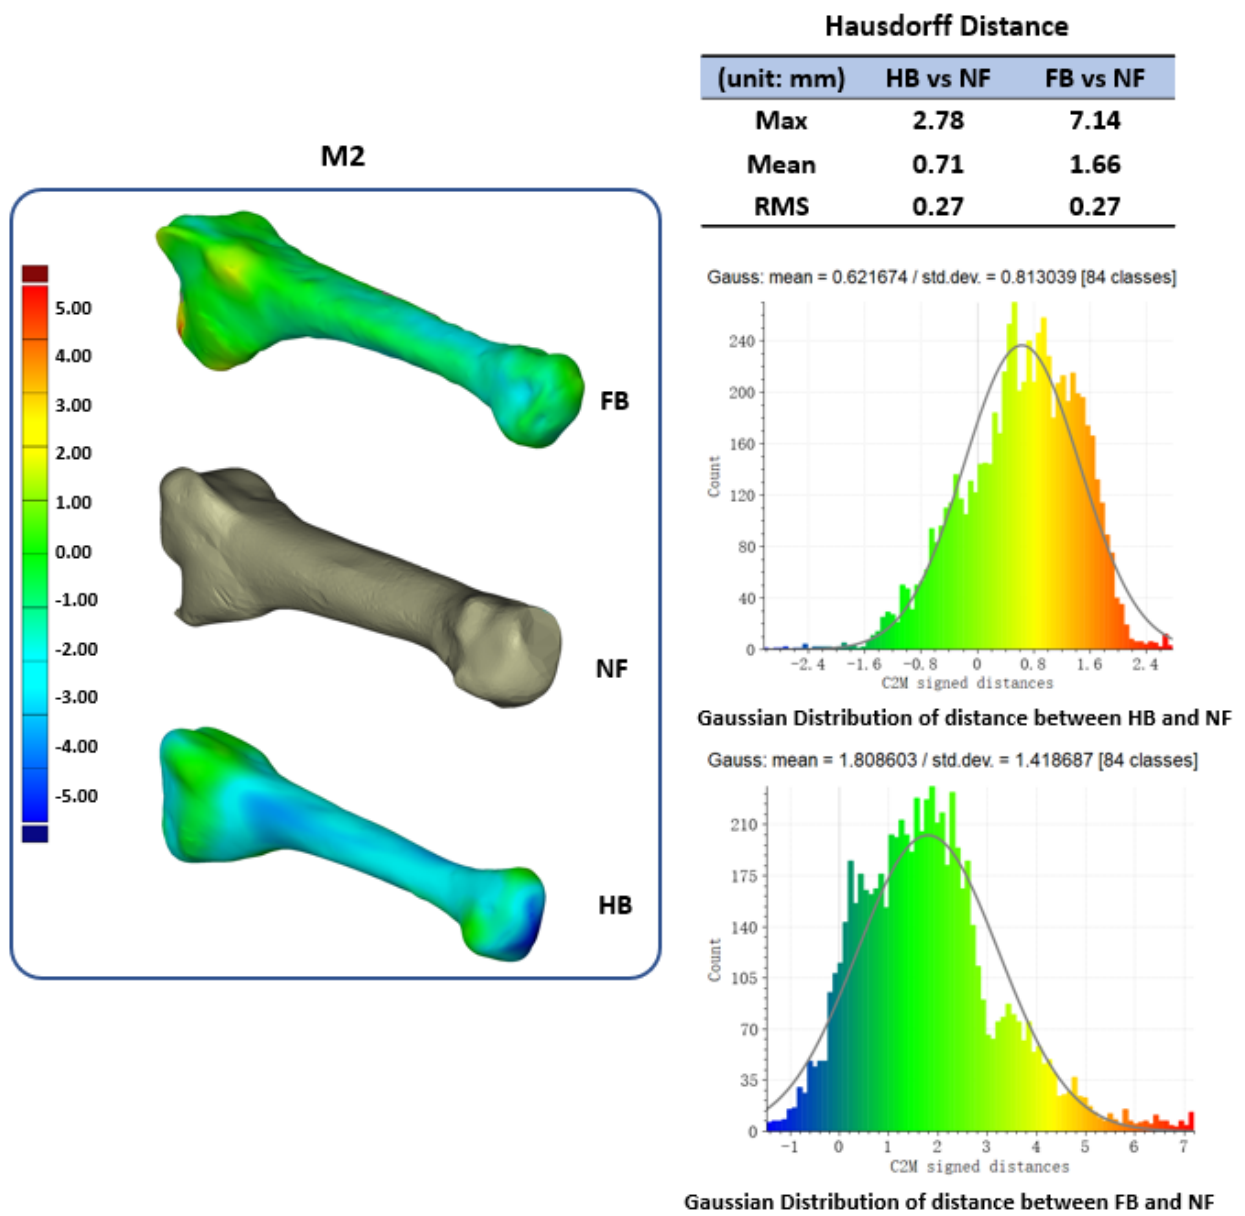 Hausdorff Distance
(unit: mm) HB vs NF FB vs NF
Max 2.78 7.14
Mean 0.71 1.66
RMS 0.27 0.27
M2
5.00
4.00
3.00
2.00
1.00
0.00
-1.00
-2.00
-3.00
-4.00
-5.00
FB
NF
HB
Gauss: mean = 0.621674 / std.dev. = 0.813039 [84 classes]
240
200
160
120
80
40
0
Count
-2.4 -1.6 -0.8 0 0.8 1.6 2.4
C2M signed distances
Gaussian Distribution of distance between HB and NF
Gauss: mean = 1.808603 / std.dev. = 1.418687 [84 classes]
210
175
140
105
70
35
0
Count
-1 0 1 2 3 4 5 6 7
C2M signed distances
Gaussian Distribution of distance between FB and NF